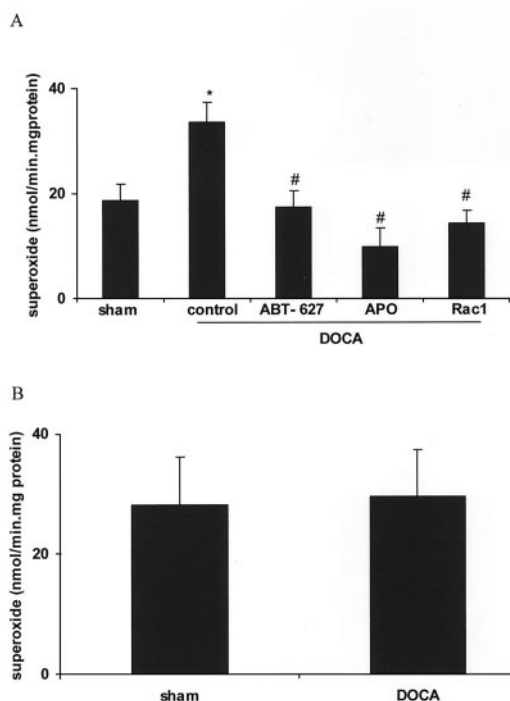 A
superoxide (nmol/min.mgprotein)
40
20
0
*
#
#
#
sham control ABT- 627 APO Rac1
DOCA
B
superoxide (nmol/min.mg protein)
40
20
0
sham DOCA